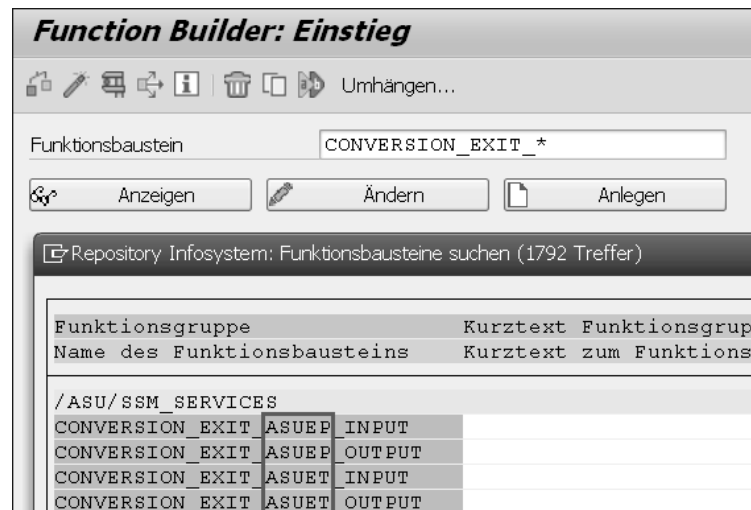 Function Builder: Einstieg
Umhängen...
Funktionsbaustein CONVERSION_EXIT_*
Anzeigen Ändern Anlegen
Repository Infosystem: Funktionsbausteine suchen (1792 Treffer)
Funktionsgruppe Kurztext Funktionsgrup
Name des Funktionsbausteins Kurztext zum Funktions
/ASU/SSM_SERVICES
CONVERSION_EXIT_ASUEP_INPUT
CONVERSION_EXIT_ASUEP_OUTPUT
CONVERSION_EXIT_ASUET_INPUT
CONVERSION_EXIT_ASUET_OUTPUT